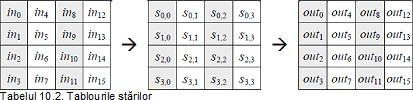 in0 in4 in8 in12 s0,0 s0,1 s0,2 s0,3 out0 out4 out8 out12
in1 in5 in9 in13 → s1,0 s1,1 s1,2 s1,3 → out1 out5 out9 out13
in2 in6 in10 in14 s2,0 s2,1 s2,2 s2,3 out2 out6 out10 out14
in3 in7 in11 in15 s3,0 s3,1 s3,2 s3,3 out3 out7 out11 out15
Tabelul 10.2. Tablourile stărilor